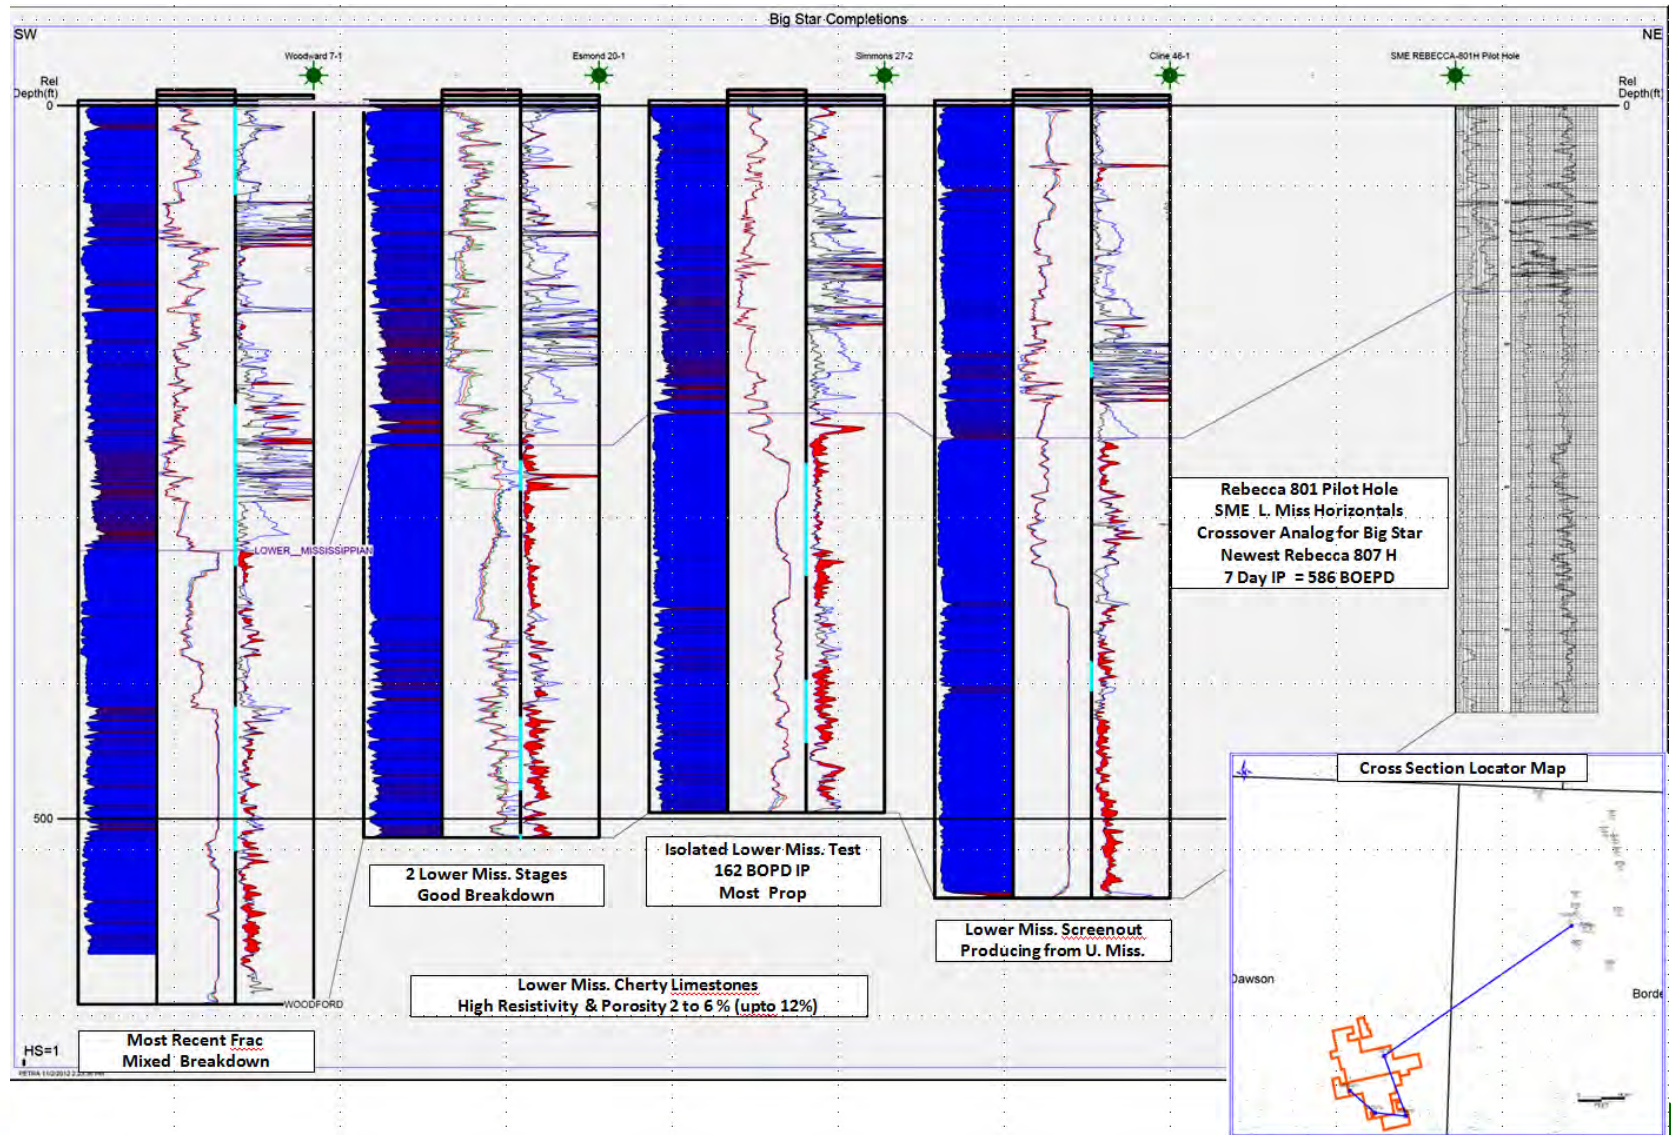 Big Star Completions
SW
NE
Woodward 7-1
Esmond 20-1
Simmons 27-2
Cline 46-1
SME REBECCA-801H Pilot Hole
Rel
Depth(ft)
Rel
Depth(ft)
0
0
LOWER_MISSISSIPPIAN
Rebecca 801 Pilot Hole
SME L. Miss Horizontals
Crossover Analog for Big Star
Newest Rebecca 807 H
7 Day IP = 586 BOEPD
500
Cross Section Locator Map
Isolated Lower Miss. Test
162 BOPD IP
Most Prop
2 Lower Miss. Stages
Good Breakdown
Lower Miss. Screenout
Producing from U. Miss.
Lower Miss. Cherty Limestones
High Resistivity & Porosity 2 to 6 % (upto 12%)
WOODFORD
Dawson
Borde
Most Recent Frac
Mixed Breakdown
HS=1
FEET